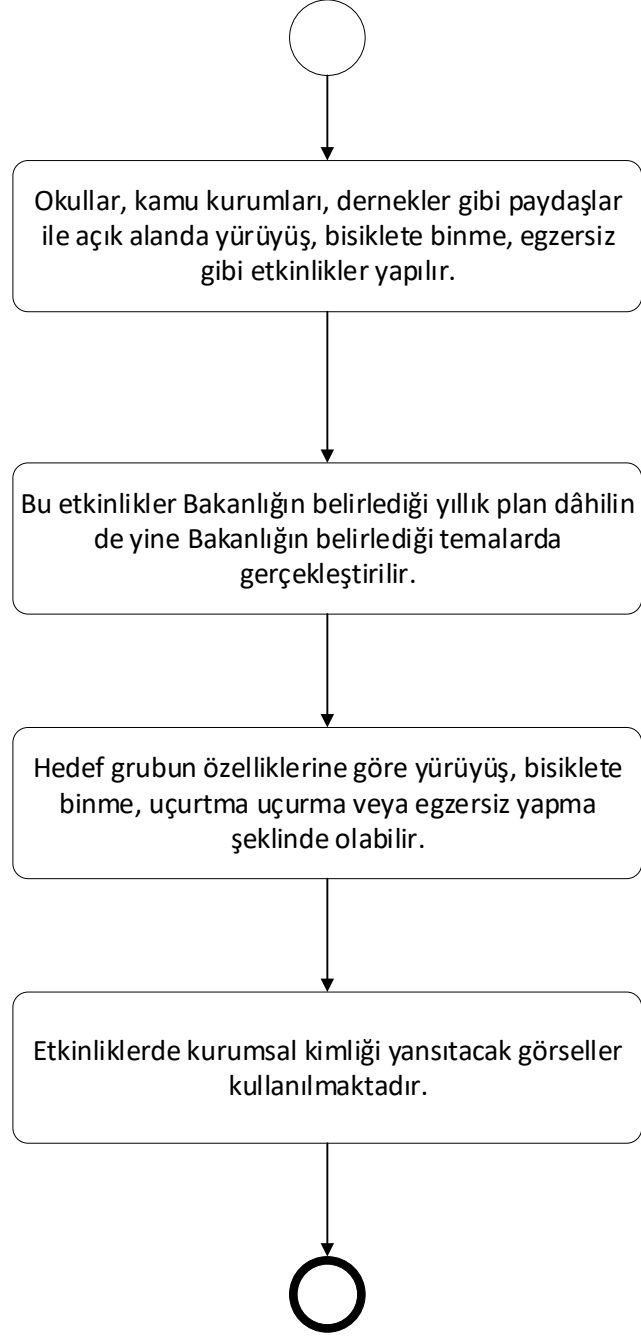 Okullar, kamu kurumları, dernekler gibi paydaşlar
ile açık alanda yürüyüş, bisiklete binme, egzersiz
gibi etkinlikler yapılır.
Bu etkinlikler Bakanlığın belirlediği yıllık plan dâhilin
de yine Bakanlığın belirlediği temalarda
gerçekleştirilir.
Hedef grubun özelliklerine göre yürüyüş, bisiklete
binme, uçurtma uçurma veya egzersiz yapma
şeklinde olabilir.
Etkinliklerde kurumsal kimliği yansıtacak görseller
kullanılmaktadır.